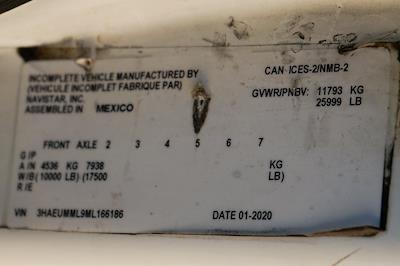 INCOMPLETE VEHICLE MANUFACTURED BY
(VEHICULE INCOMPLET FABRIQUE PAR)
NAVISTAR, INC.
ASSEMBLED IN MEXICO
CAN ICES-2/NMB-2
GVWR/PNBV: 11793 KG
25999 LB)
FRONT AXLE 2 3 4 5 6 7
G/P
A IN 4536 KG 7938 KG
W/B (10000 LB) (17500 LB)
R /E
VIN 3HAEUMML9ML166186 DATE 01-2020